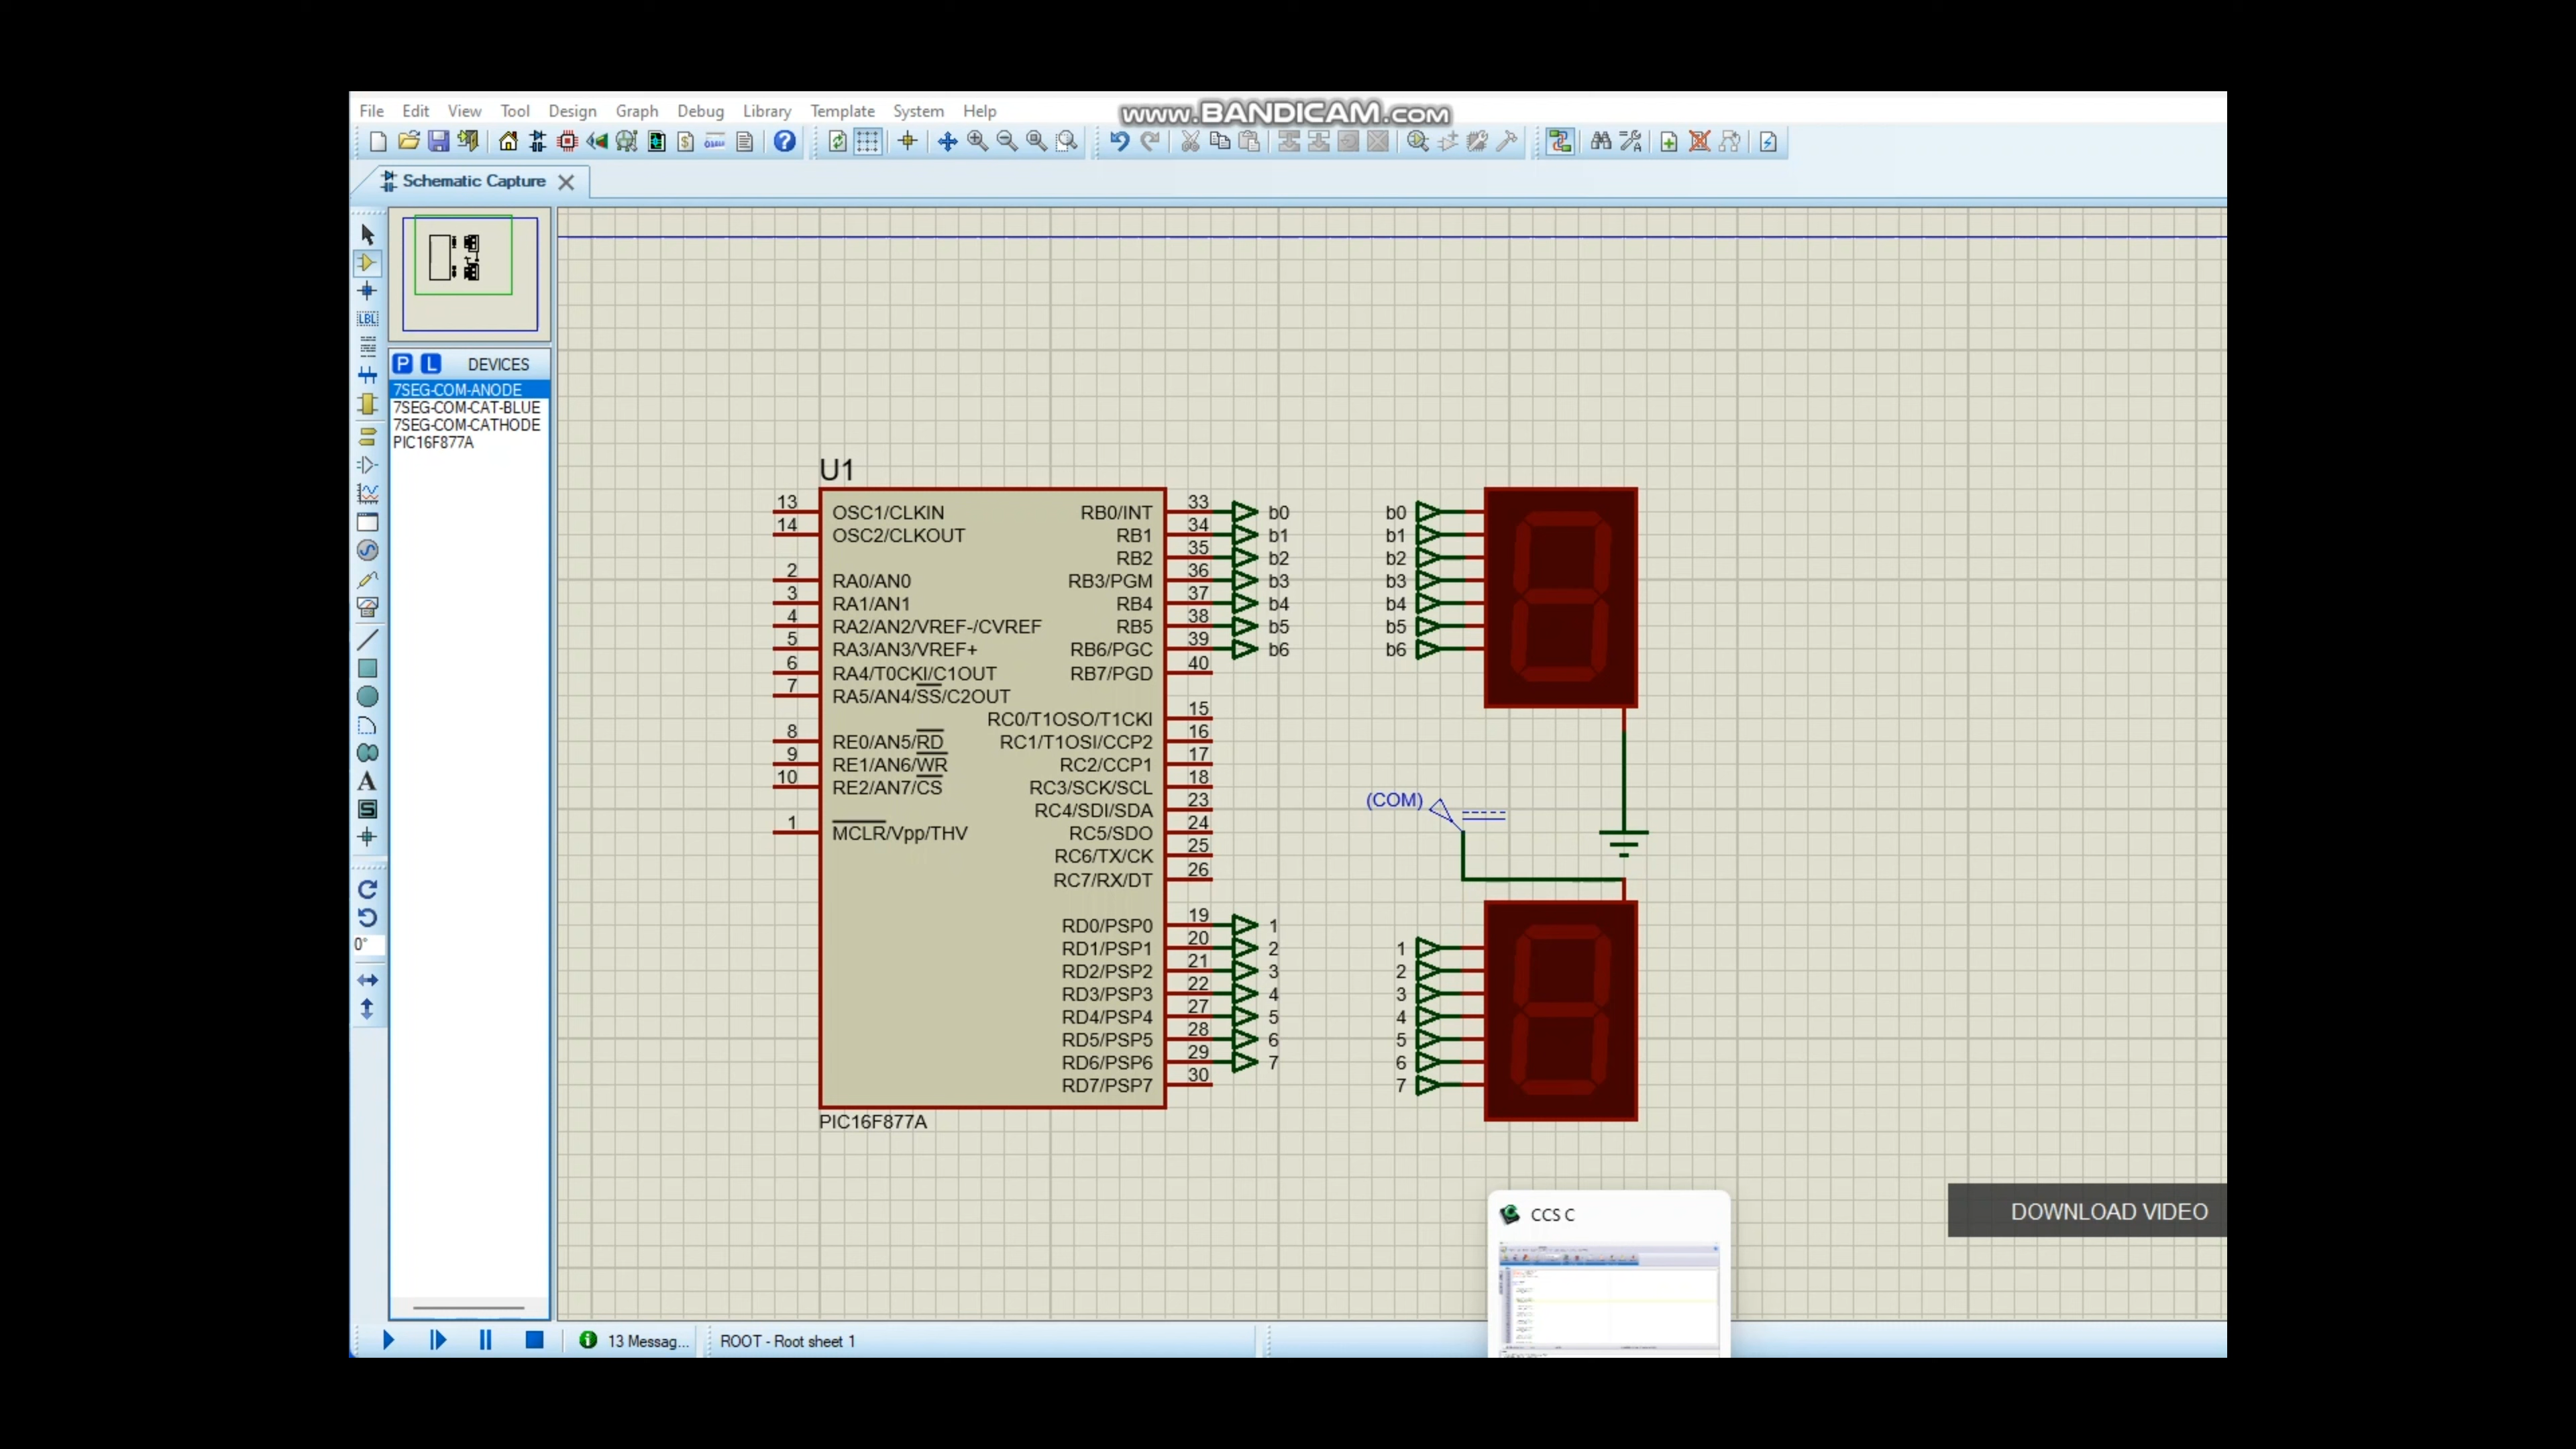 File Edit View Tool Design Graph Debug Library Template System Help
www.BANDICAM.com
Schematic Capture
LBL
P L DEVICES
7SEG-COM-ANODE
7SEG-COM-CAT-BLUE
7SEG-COM-CATHODE
PIC16F877A
A
S
0°
U1
13 OSC1/CLKIN RB0/INT 33 b0 b0
14 OSC2/CLKOUT RB1 34 b1 b1
RB2 35 b2 b2
2 RA0/AN0 RB3/PGM 36 b3 b3
3 RA1/AN1 RB4 37 b4 b4
4 RA2/AN2/VREF-/CVREF RB5 38 b5 b5
5 RA3/AN3/VREF+ RB6/PGC 39 b6 b6
6 RA4/T0CKI/C1OUT RB7/PGD 40
7 RA5/AN4/SS/C2OUT
RC0/T1OSO/T1CKI 15
8 RE0/AN5/RD RC1/T1OSI/CCP2 16
9 RE1/AN6/WR RC2/CCP1 17
10 RE2/AN7/CS RC3/SCK/SCL 18
RC4/SDI/SDA 23 (COM)
1 MCLR/Vpp/THV RC5/SDO 24
RC6/TX/CK 25
RC7/RX/DT 26
RD0/PSP0 19 1
RD1/PSP1 20 2 1
RD2/PSP2 21 3 2
RD3/PSP3 22 4 3
RD4/PSP4 27 5 4
RD5/PSP5 28 6 5
RD6/PSP6 29 7 6
RD7/PSP7 30 7
PIC16F877A
CCS C
DOWNLOAD VIDEO
13 Messag... ROOT - Root sheet 1